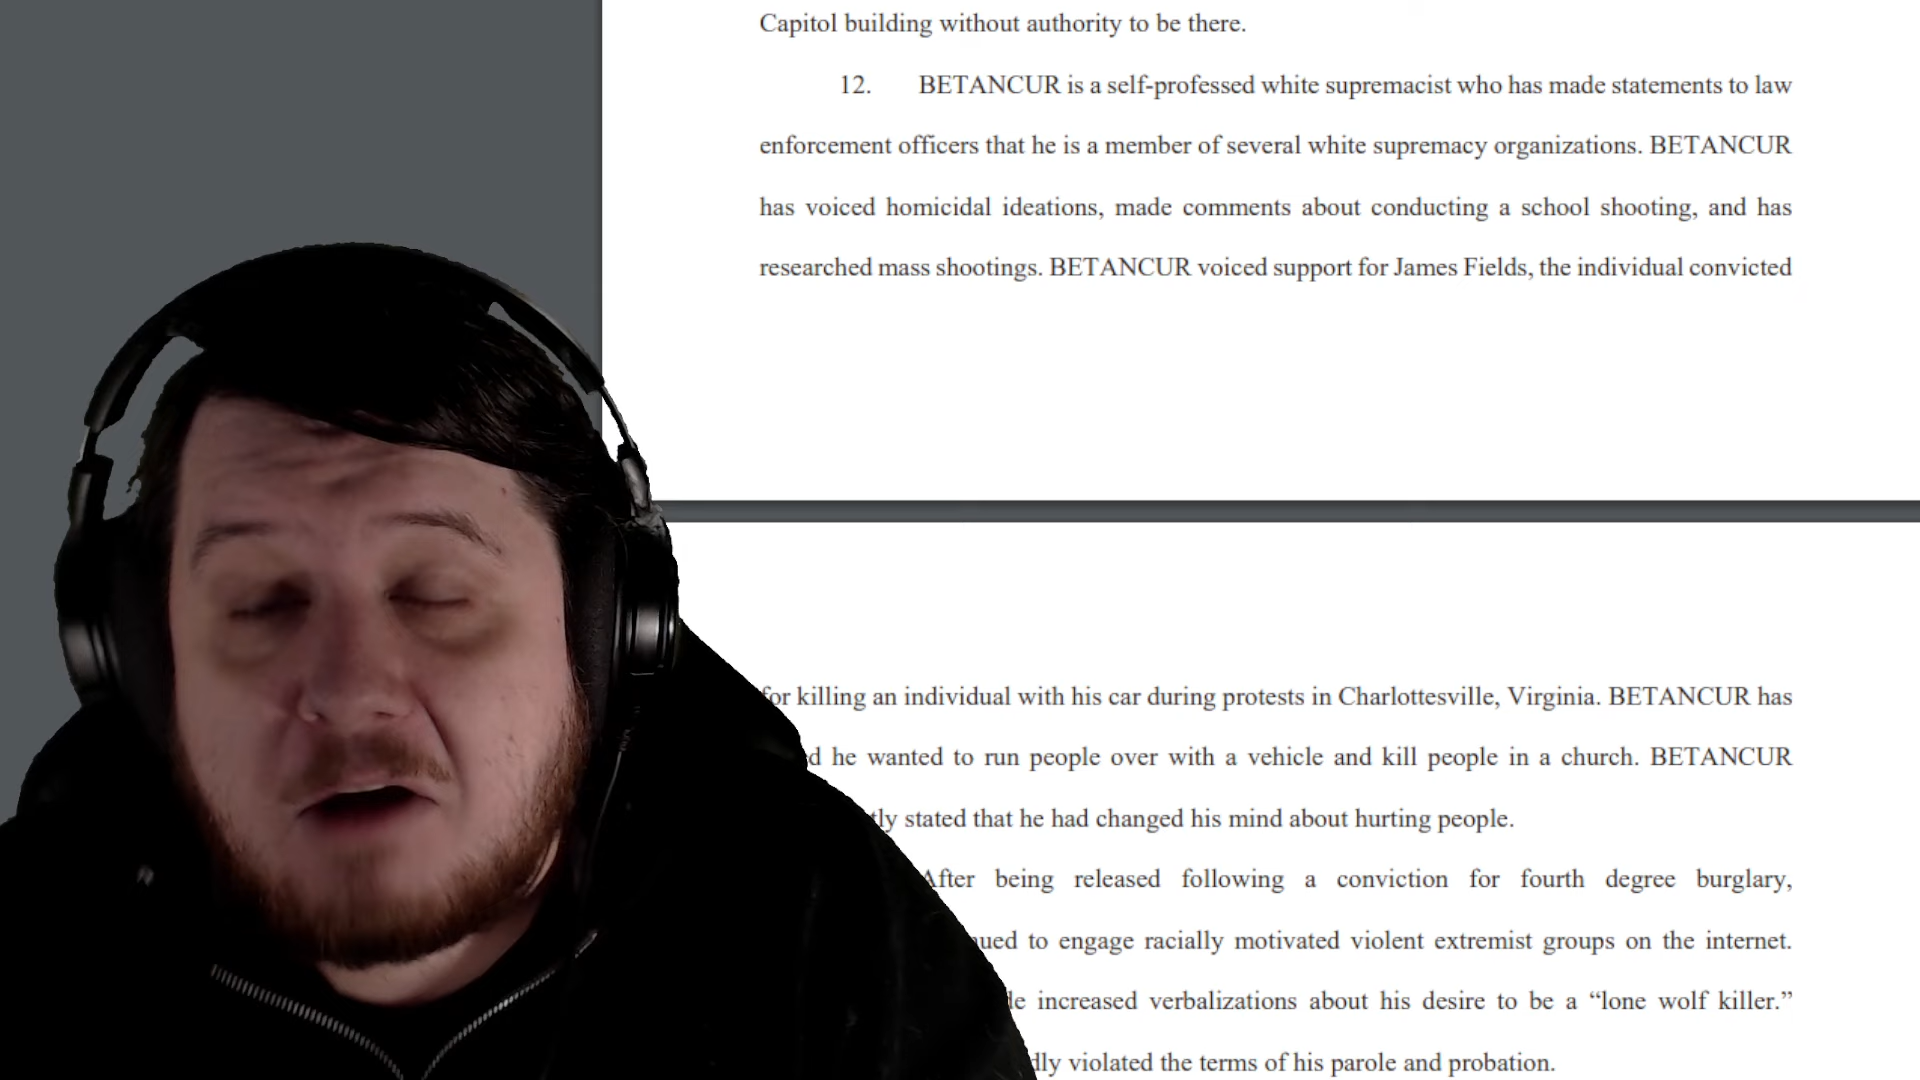 Capitol building without authority to be there.
12. BETANCUR is a self-professed white supremacist who has made statements to law
enforcement officers that he is a member of several white supremacy organizations. BETANCUR
has voiced homicidal ideations, made comments about conducting a school shooting, and has
researched mass shootings. BETANCUR voiced support for James Fields, the individual convicted
for killing an individual with his car during protests in Charlottesville, Virginia. BETANCUR has
he wanted to run people over with a vehicle and kill people in a church. BETANCUR
stated that he had changed his mind about hurting people.
After being released following a conviction for fourth degree burglary,
to engage racially motivated violent extremist groups on the internet.
increased verbalizations about his desire to be a “lone wolf killer.”
violated the terms of his parole and probation.